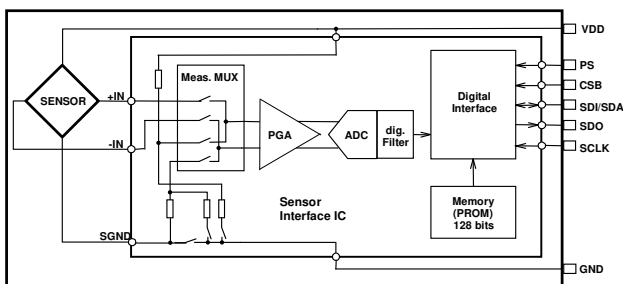 VDD
Meas. MUX
PS
+IN
CSB
SENSOR
Digital
Interface
SDI/SDA
PGA
ADC
dig.
Filter
SDO
-IN
SCLK
Sensor
Interface IC
Memory
(PROM)
128 bits
SGND
GND